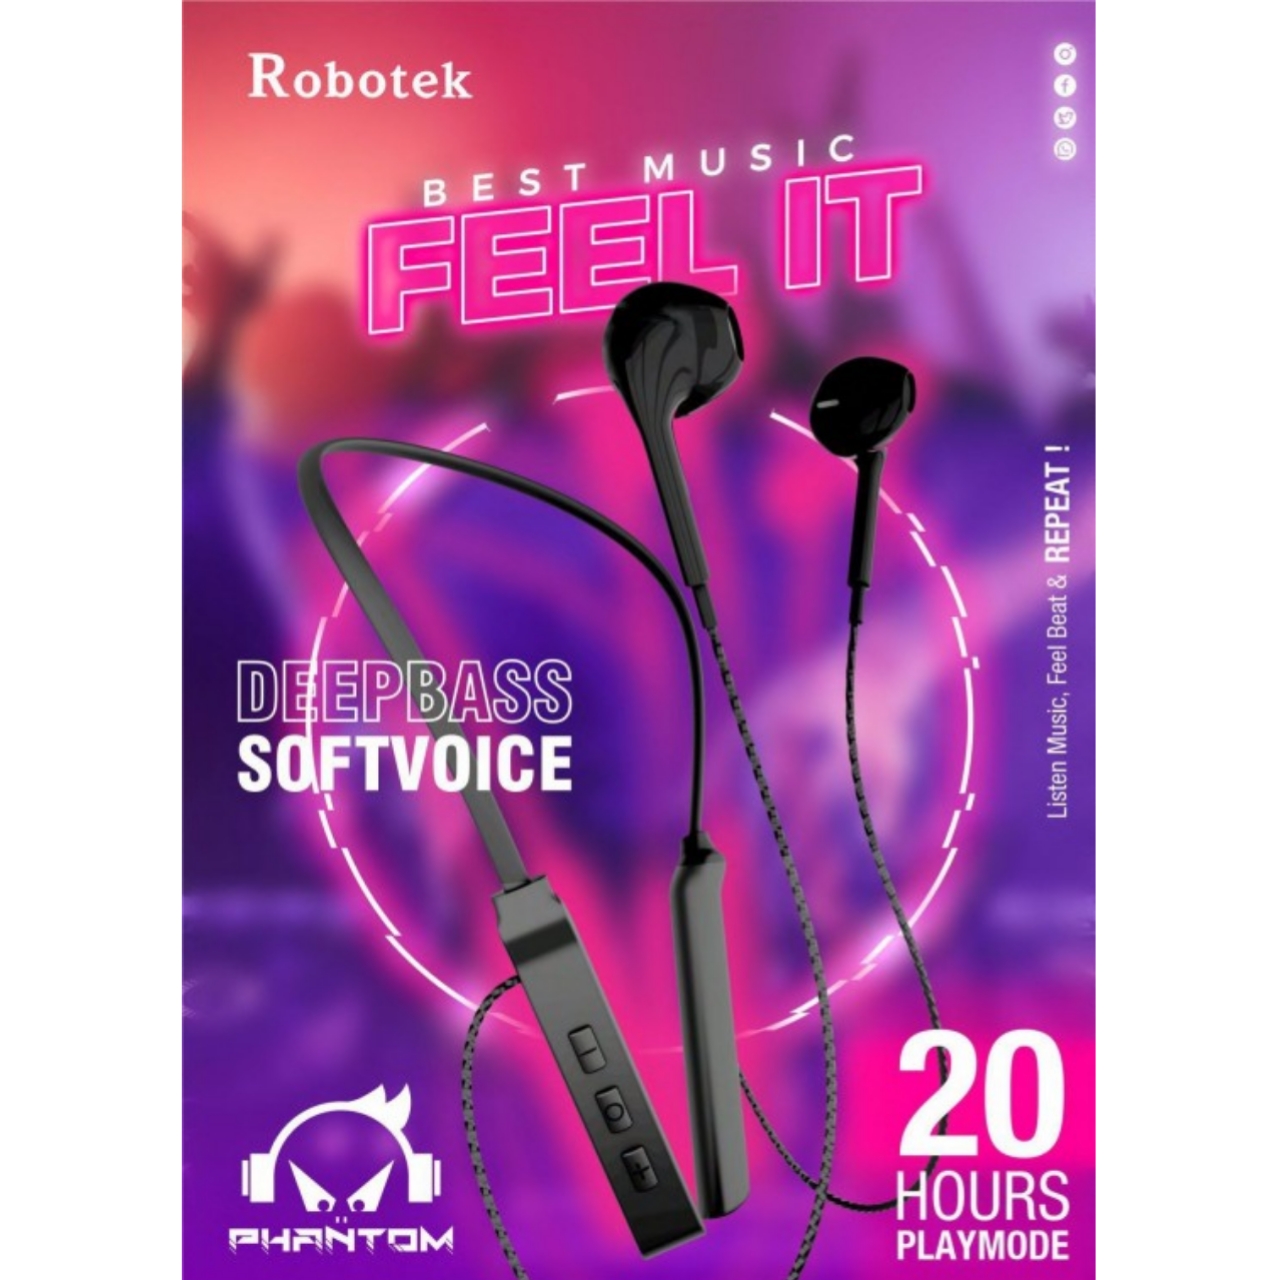 Robotek
BEST MUSIC
FEEL IT
Listen Music, Feel Beat & REPEAT !
DEEPBASS
SOFTVOICE
PHANTOM
20
HOURS
PLAYMODE